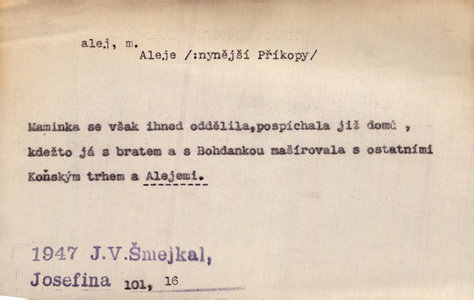 alej, m.
Aleje /:nynější Příkopy/
Maminka se však ihned oddělila,pospíchala již domů ,
kdežto já s bratem a s Bohdankou mašírovala s ostatními
Koňským trhem a Alejemi.
1947 J.V.Šmejkal,
Josefina 101, 16